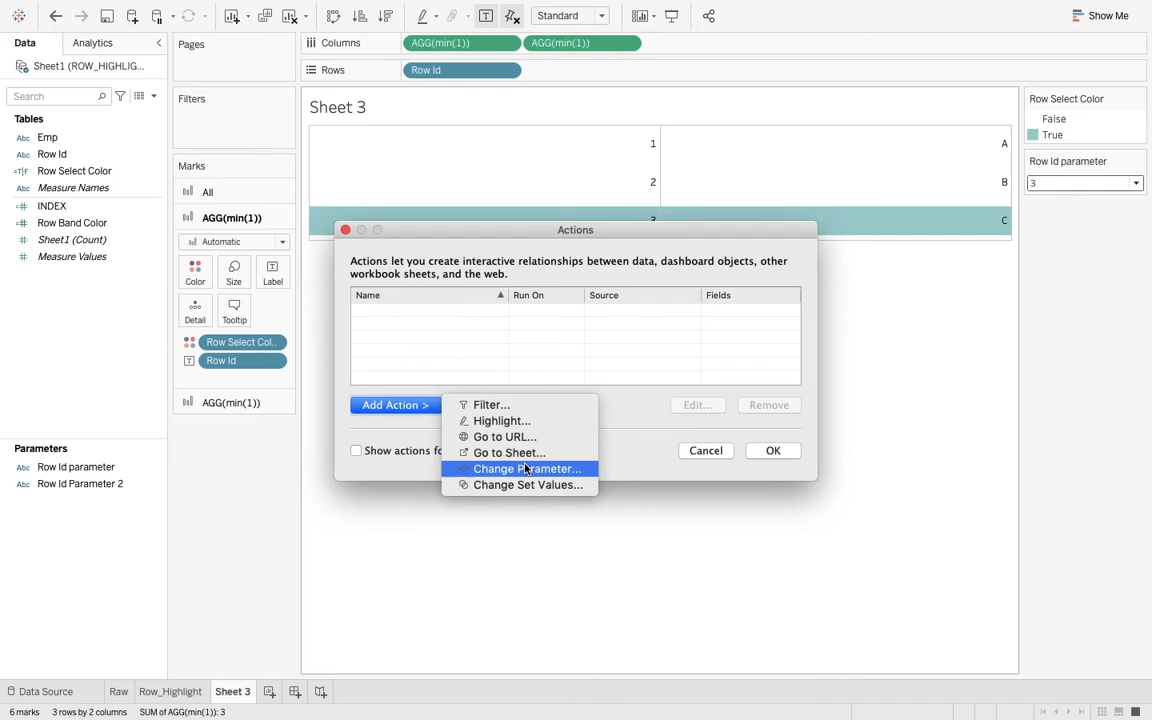 Standard
Show Me
Data
Analytics
Pages
Columns
AGG(min(1))
AGG(min(1))
Sheet1 (ROW_HIGHLIG...
Rows
Row Id
Search
Filters
Sheet 3
Row Select Color
False
True
Tables
Abc Emp
Abc Row Id
=T|F Row Select Color
Abc Measure Names
INDEX
Row Band Color
Sheet1 (Count)
Measure Values
Marks
All
AGG(min(1))
Automatic
Color
Size
Label
Detail
Tooltip
Row Select Col..
Row Id
AGG(min(1))
1 A
2 B
C
Row Id parameter
3
Actions
Actions let you create interactive relationships between data, dashboard objects, other
workbook sheets, and the web.
Name
Run On
Source
Fields
Add Action >
Edit...
Remove
Filter...
Highlight...
Go to URL...
Go to Sheet...
Change Parameter...
Change Set Values...
Show actions fo
Cancel
OK
Parameters
Abc Row Id parameter
Abc Row Id Parameter 2
Data Source
Raw
Row_Highlight
Sheet 3
6 marks
3 rows by 2 columns
SUM of AGG(min(1)): 3